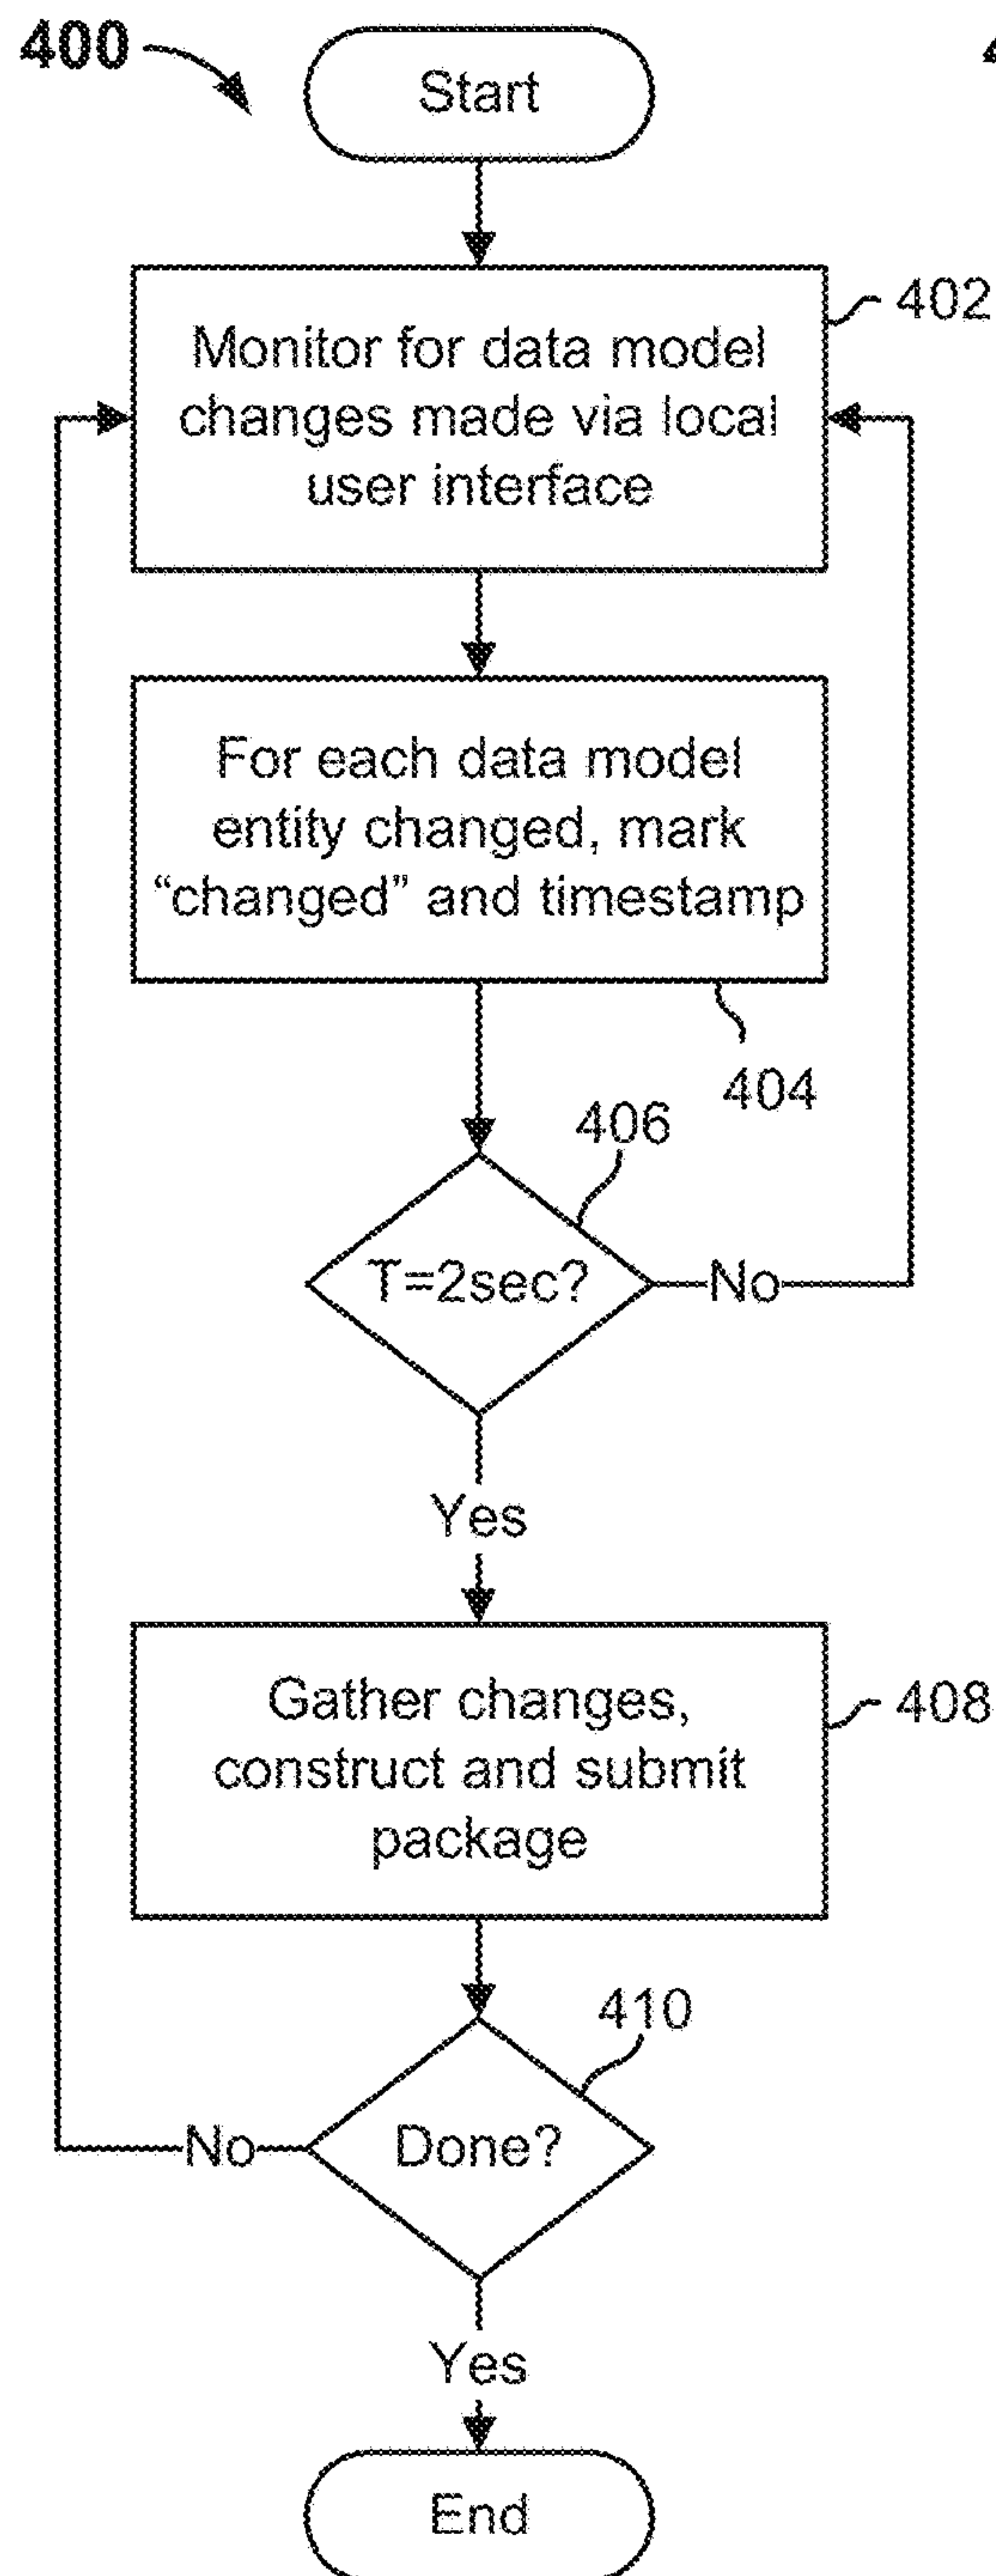 400
Start
Monitor for data model
changes made via local
user interface
402
For each data model
entity changed, mark
“changed” and timestamp
404
406
T=2sec?
No
Yes
Gather changes,
construct and submit
package
408
410
Done?
No
Yes
End